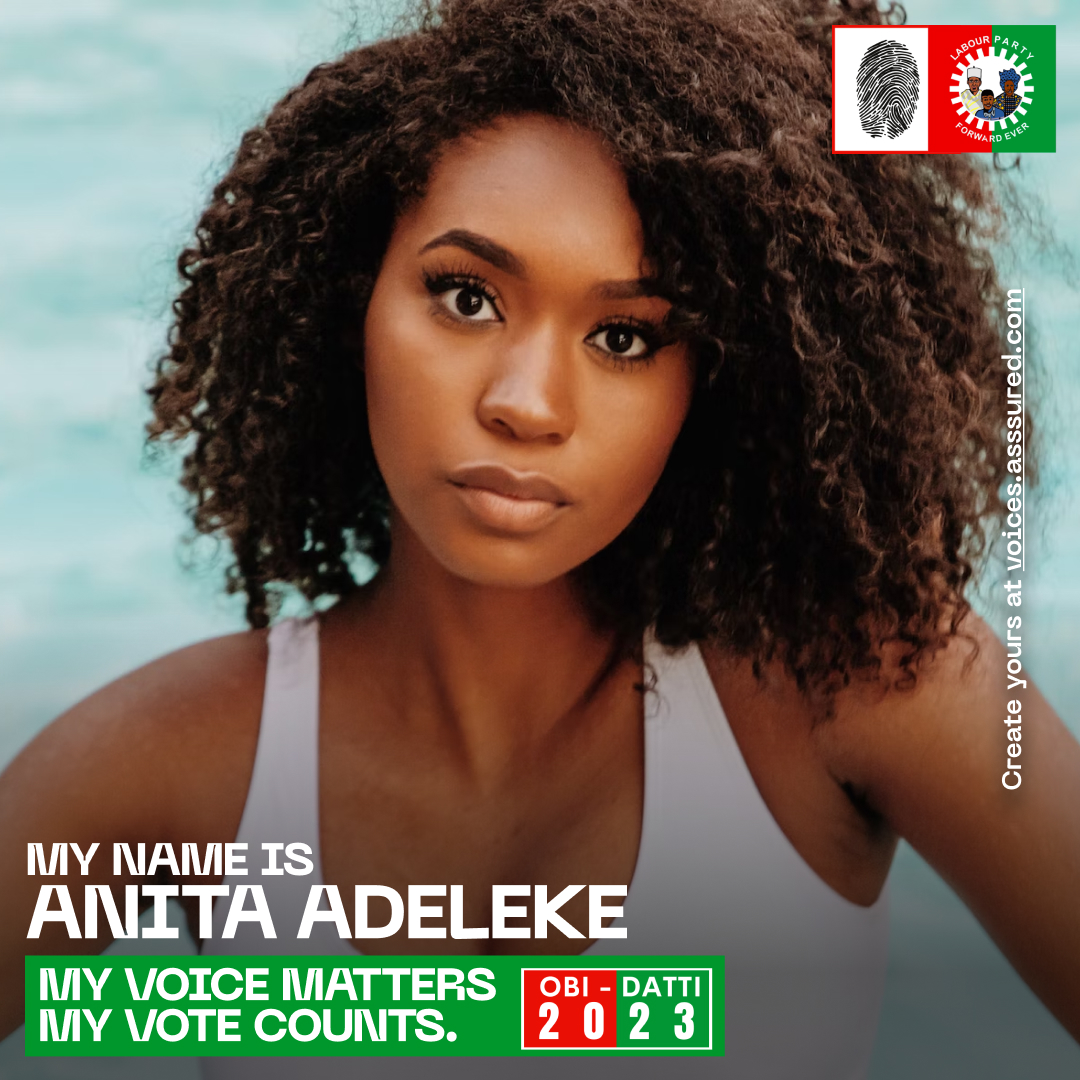 LABOUR PARTY
FORWARD EVER
Create yours at voices.asssured.com
MY NAME IS
ANITA ADELEKE
MY VOICE MATTERS
MY VOTE COUNTS.
OBI - DATTI
2023